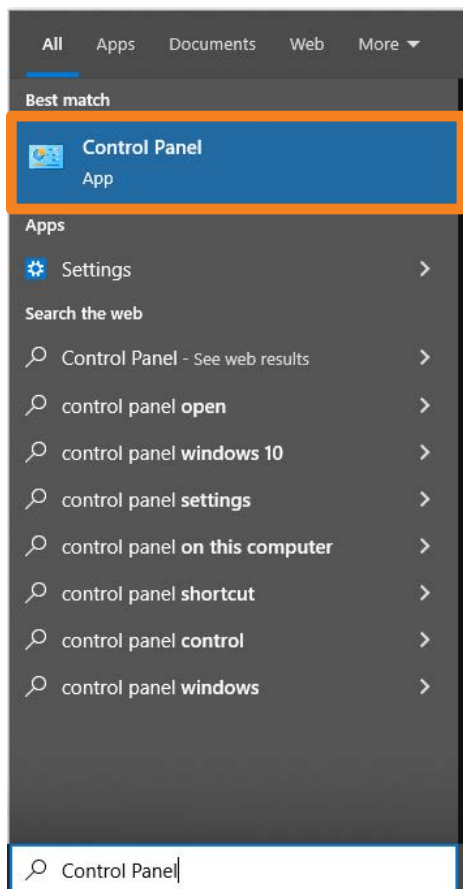 All Apps Documents Web More
Best match
Control Panel
App
Apps
Settings
Search the web
Control Panel - See web results
control panel open
control panel windows 10
control panel settings
control panel on this computer
control panel shortcut
control panel control
control panel windows
Control Panel